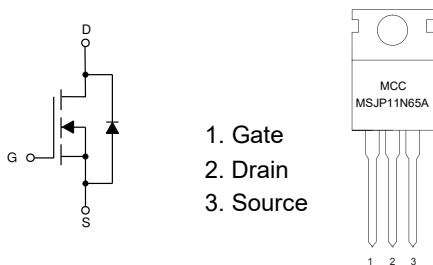 D
G
S
1. Gate
2. Drain
3. Source
MCC
MSJP11N65A
1 2 3